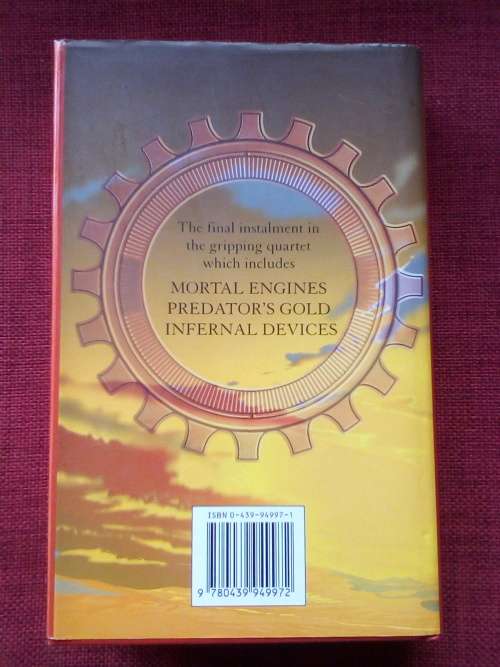 The final instalment in
the gripping quartet
which includes
MORTAL ENGINES
PREDATOR'S GOLD
INFERNAL DEVICES
ISBN 0-439-94997-1
9 780439 949972